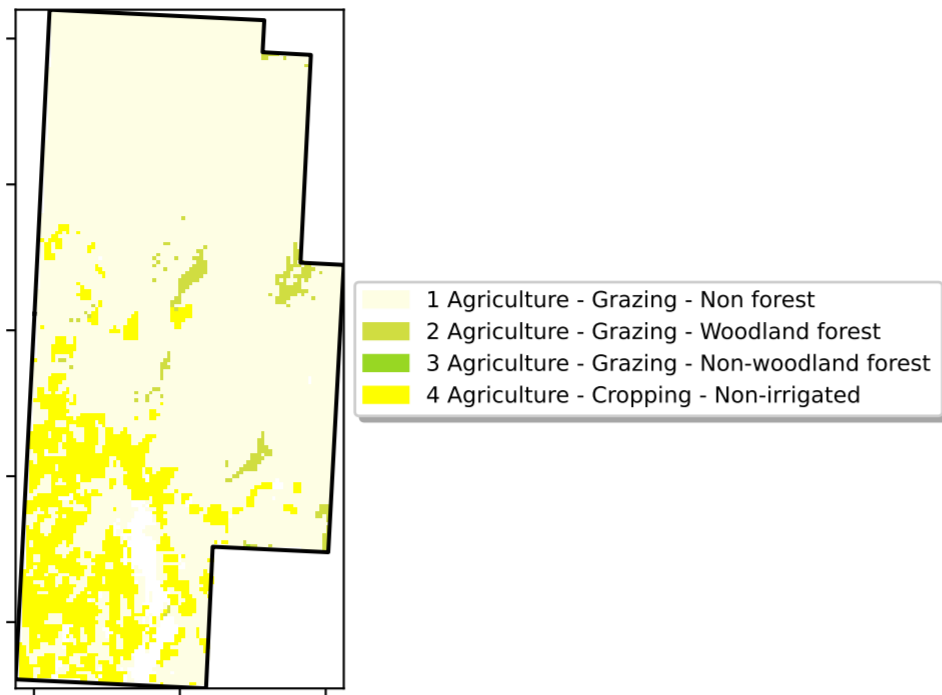 1 Agriculture - Grazing - Non forest
2 Agriculture - Grazing - Woodland forest
3 Agriculture - Grazing - Non-woodland forest
4 Agriculture - Cropping - Non-irrigated